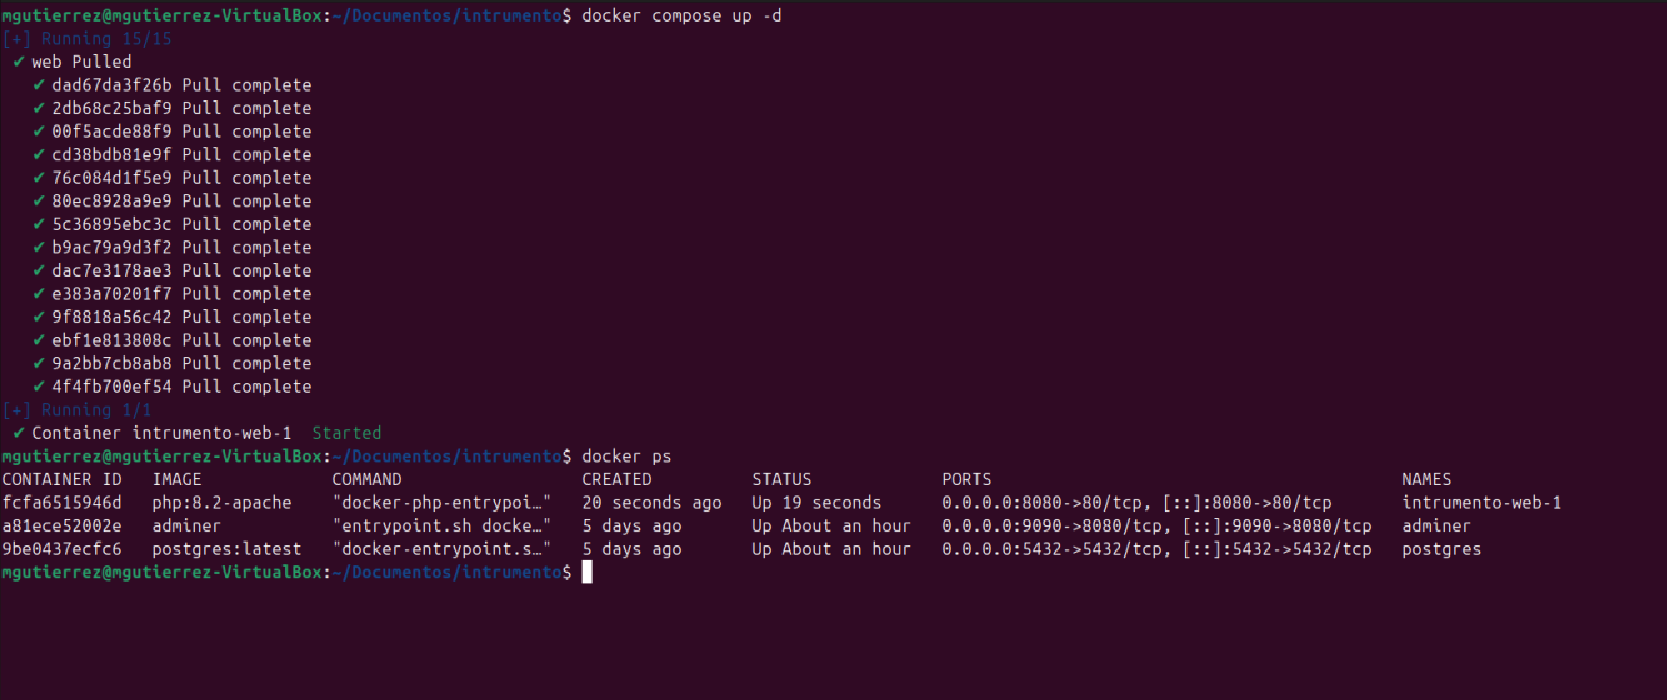 mgutierrez@mgutierrez-VirtualBox:~/Documentos/intrumento$ docker compose up -d
[+] Running 15/15
✔ web Pulled
✔ dad67da3f26b Pull complete
✔ 2db68c25baf9 Pull complete
✔ 00f5acde88f9 Pull complete
✔ cd38bdb81e9f Pull complete
✔ 76c084d1f5e9 Pull complete
✔ 80ec8928a9e9 Pull complete
✔ 5c36895ebc3c Pull complete
✔ b9ac79a9d3f2 Pull complete
✔ dac7e3178ae3 Pull complete
✔ e383a70201f7 Pull complete
✔ 9f8818a56c42 Pull complete
✔ ebf1e813808c Pull complete
✔ 9a2bb7cb8ab8 Pull complete
✔ 4f4fb700ef54 Pull complete
[+] Running 1/1
✔ Container intrumento-web-1  Started
mgutierrez@mgutierrez-VirtualBox:~/Documentos/intrumento$ docker ps
CONTAINER ID   IMAGE             COMMAND                  CREATED          STATUS              PORTS                                         NAMES
fcfa6515946d   php:8.2-apache    "docker-php-entrypoi…"   20 seconds ago   Up 19 seconds       0.0.0.0:8080->80/tcp, [::]:8080->80/tcp       intrumento-web-1
a81ece52002e   adminer           "entrypoint.sh docke…"   5 days ago       Up About an hour    0.0.0.0:9090->8080/tcp, [::]:9090->8080/tcp   adminer
9be0437ecfc6   postgres:latest   "docker-entrypoint.s…"   5 days ago       Up About an hour    0.0.0.0:5432->5432/tcp, [::]:5432->5432/tcp   postgres
mgutierrez@mgutierrez-VirtualBox:~/Documentos/intrumento$